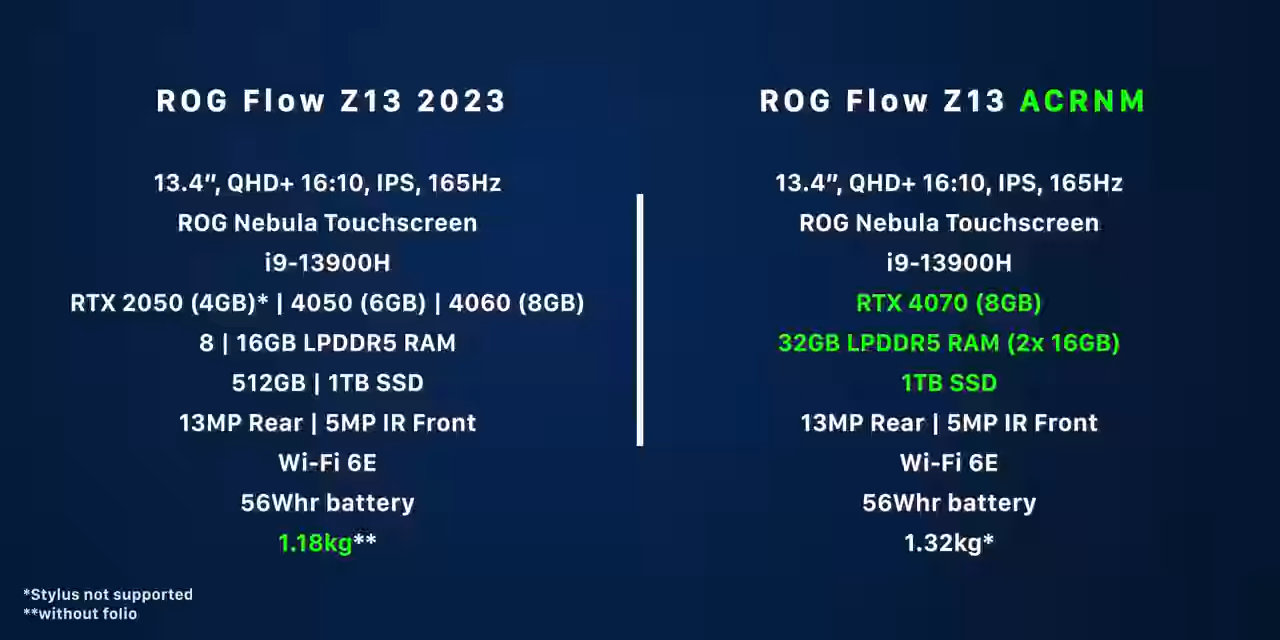 ROG Flow Z13 2023
13.4”, QHD+ 16:10, IPS, 165Hz
ROG Nebula Touchscreen
i9-13900H
RTX 2050 (4GB)* | 4050 (6GB) | 4060 (8GB)
8 | 16GB LPDDR5 RAM
512GB | 1TB SSD
13MP Rear | 5MP IR Front
Wi-Fi 6E
56Whr battery
1.18kg**
ROG Flow Z13 ACRNM
13.4”, QHD+ 16:10, IPS, 165Hz
ROG Nebula Touchscreen
i9-13900H
RTX 4070 (8GB)
32GB LPDDR5 RAM (2x 16GB)
1TB SSD
13MP Rear | 5MP IR Front
Wi-Fi 6E
56Whr battery
1.32kg*
*Stylus not supported
**without folio